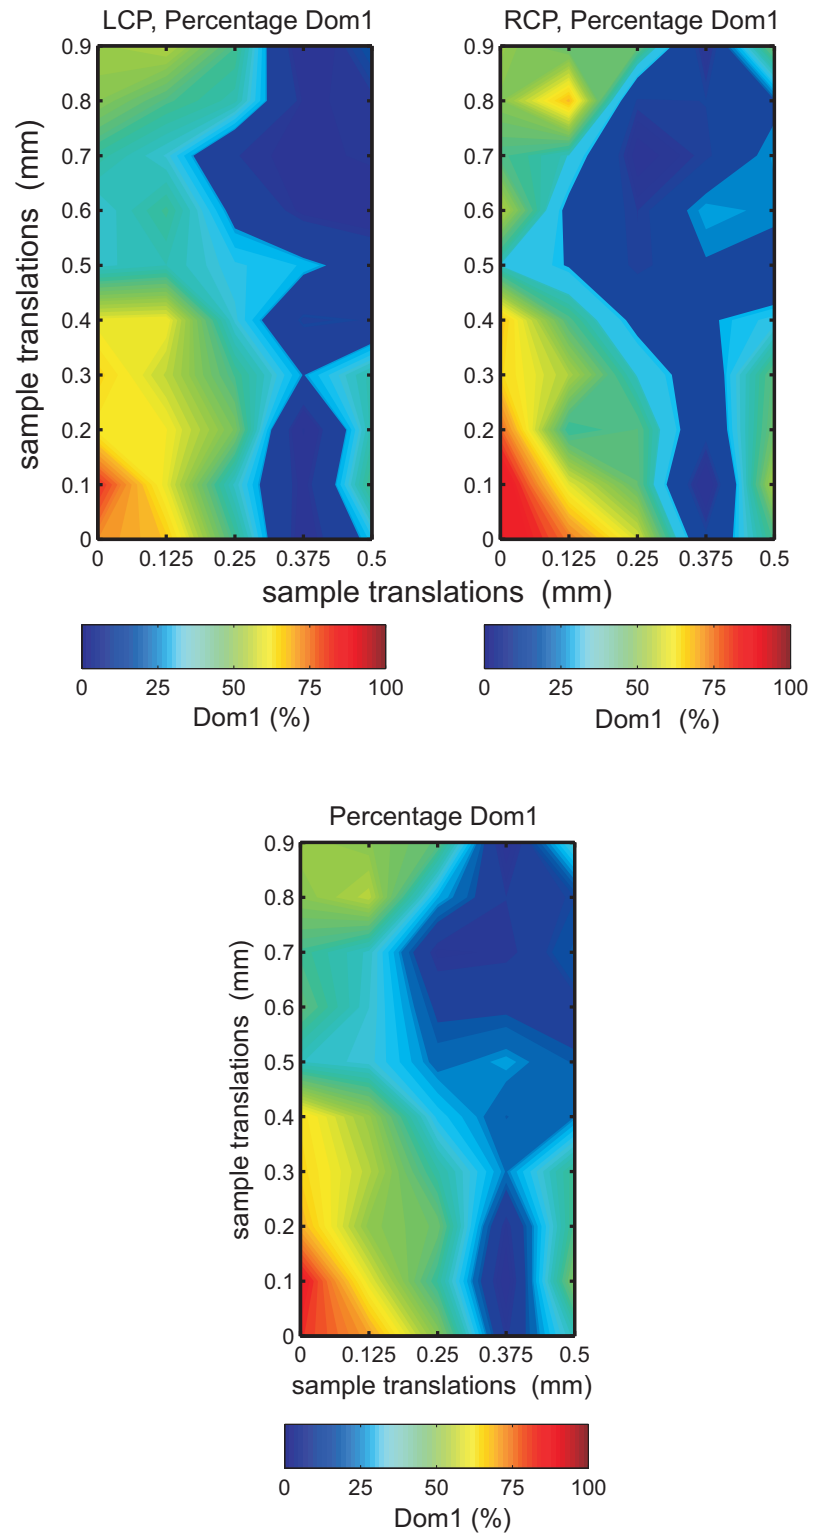 LCP, Percentage Dom1
RCP, Percentage Dom1
sample translations (mm)
0.9
0.8
0.7
0.6
0.5
0.4
0.3
0.2
0.1
0
0 0.125 0.25 0.375 0.5
0.9
0.8
0.7
0.6
0.5
0.4
0.3
0.2
0.1
0
0 0.125 0.25 0.375 0.5
sample translations (mm)
0 25 50 75 100
Dom1 (%)
0 25 50 75 100
Dom1 (%)
Percentage Dom1
sample translations (mm)
0.9
0.8
0.7
0.6
0.5
0.4
0.3
0.2
0.1
0
0 0.125 0.25 0.375 0.5
sample translations (mm)
0 25 50 75 100
Dom1 (%)